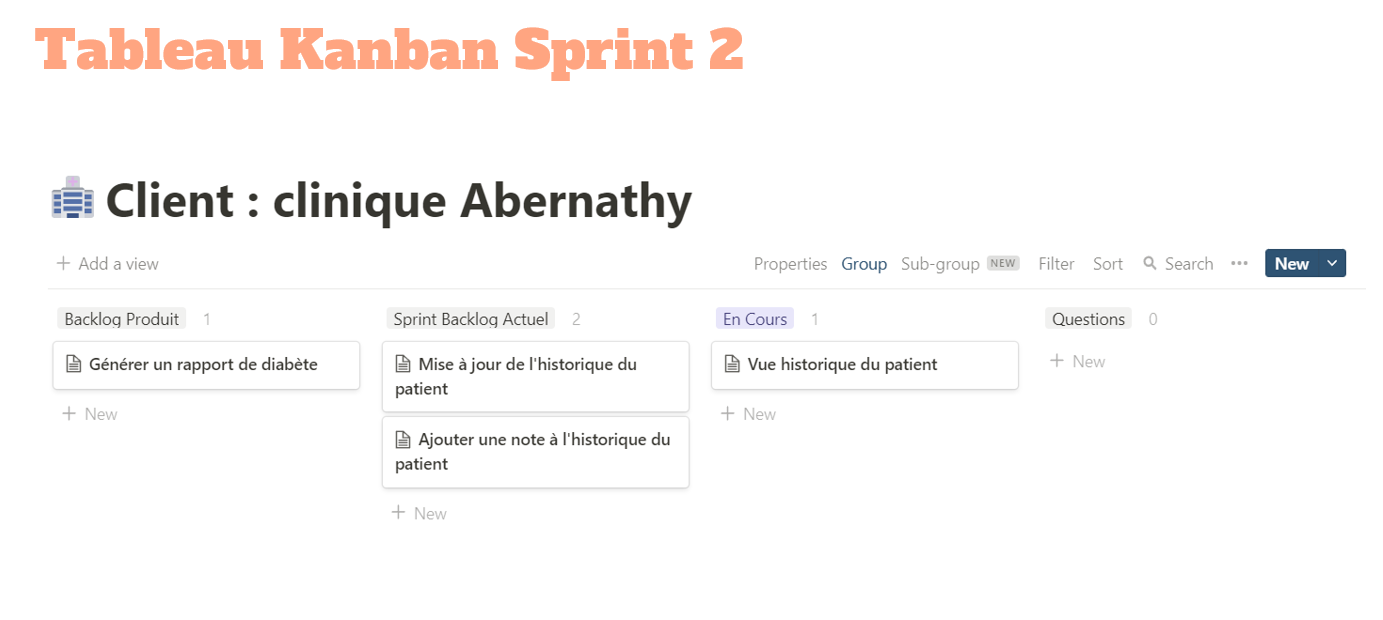 Tableau Kanban Sprint 2
Client : clinique Abernathy
Add a view
Properties Group Sub-group NEW Filter Sort Search ••• New
Backlog Produit 1
Générer un rapport de diabète
New
Sprint Backlog Actuel 2
Mise à jour de l'historique du
patient
Ajouter une note à l'historique du
patient
New
En Cours 1
Vue historique du patient
New
Questions 0
New